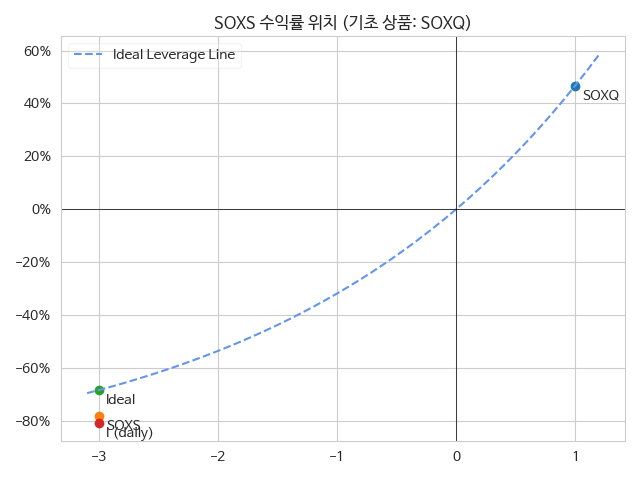 SOXS 수익률 위치 (기초 상품: SOXQ)
60%
Ideal Leverage Line
SOXQ
40%
20%
0%
−20%
−40%
−60%
Ideal
−80%
SOXS
I (daily)
−3
−2
−1
0
1